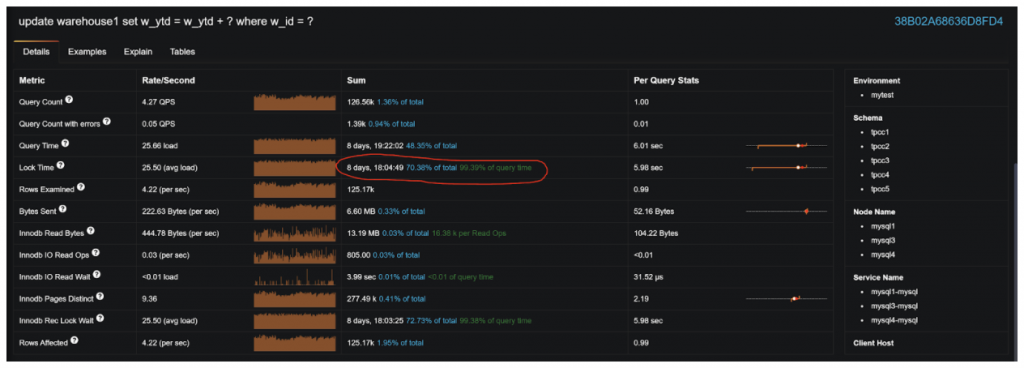 update warehouse1 set w_ytd = w_ytd + ? where w_id = ? 38B02A68636D8FD4
Details Examples Explain Tables
Metric Rate/Second Sum Per Query Stats
Query Count 4.27 QPS 126.56k 1.36% of total 1.00
Query Count with errors 0.05 QPS 1.39k 0.94% of total 0.01
Query Time 25.66 load 8 days, 19:22:02 48.35% of total 6.01 sec
Lock Time 25.50 (avg load) 8 days, 18:04:49 70.38% of total 99.39% of query time 5.98 sec
Rows Examined 4.22 (per sec) 125.17k 0.99
Bytes Sent 222.63 Bytes (per sec) 6.60 MB 0.33% of total 52.16 Bytes
Innodb Read Bytes 444.78 Bytes (per sec) 13.19 MB 0.03% of total 16.38 k per Read Ops 104.22 Bytes
Innodb IO Read Ops 0.03 (per sec) 805.00 0.03% of total <0.01
Innodb IO Read Wait <0.01 load 3.99 sec 0.01% of total <0.01 of query time 31.52 µs
Innodb Pages Distinct 9.36 277.49 k 0.41% of total 2.19
Innodb Rec Lock Wait 25.50 (avg load) 8 days, 18:03:25 72.73% of total 99.38% of query time 5.98 sec
Rows Affected 4.22 (per sec) 125.17k 1.95% of total 0.99
Environment
mytest
Schema
tpcc1
tpcc2
tpcc3
tpcc4
tpcc5
Node Name
mysql1
mysql3
mysql4
Service Name
mysql1-mysql
mysql3-mysql
mysql4-mysql
Client Host